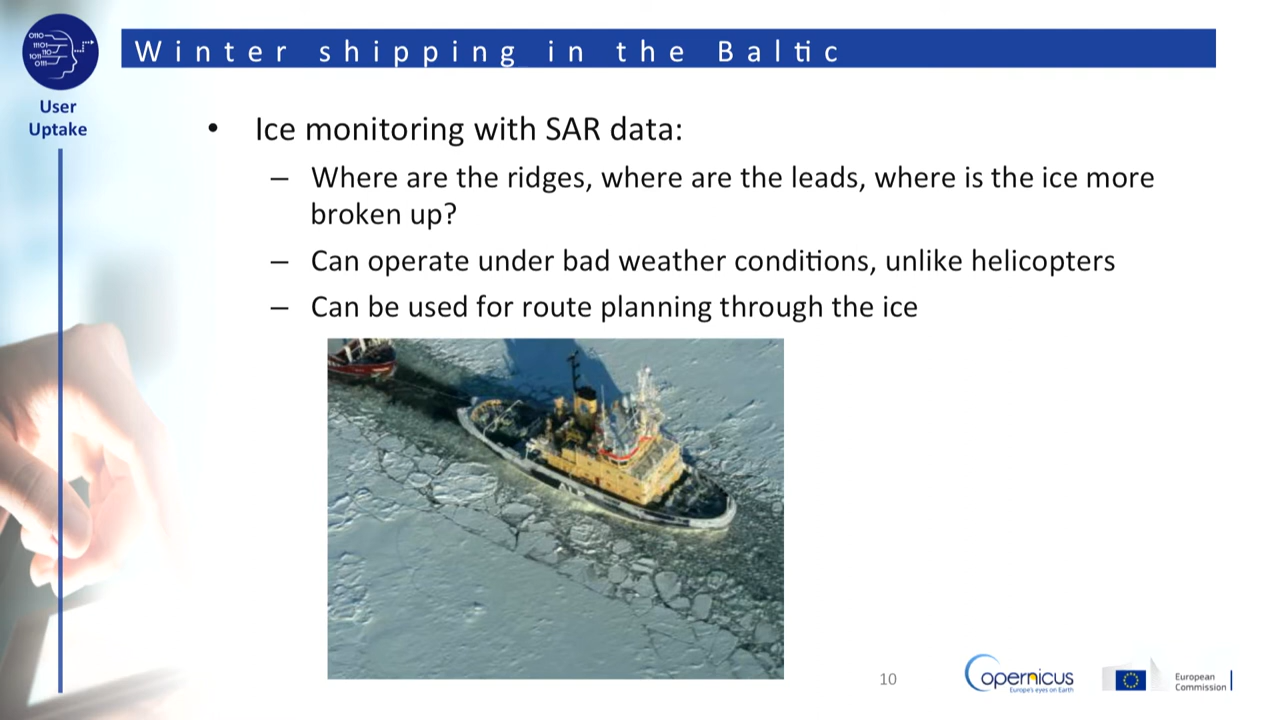 Winter shipping in the Baltic
User
Uptake
• Ice monitoring with SAR data:
– Where are the ridges, where are the leads, where is the ice more
broken up?
– Can operate under bad weather conditions, unlike helicopters
– Can be used for route planning through the ice
10
Copernicus
Europe's eyes on Earth
European
Commission